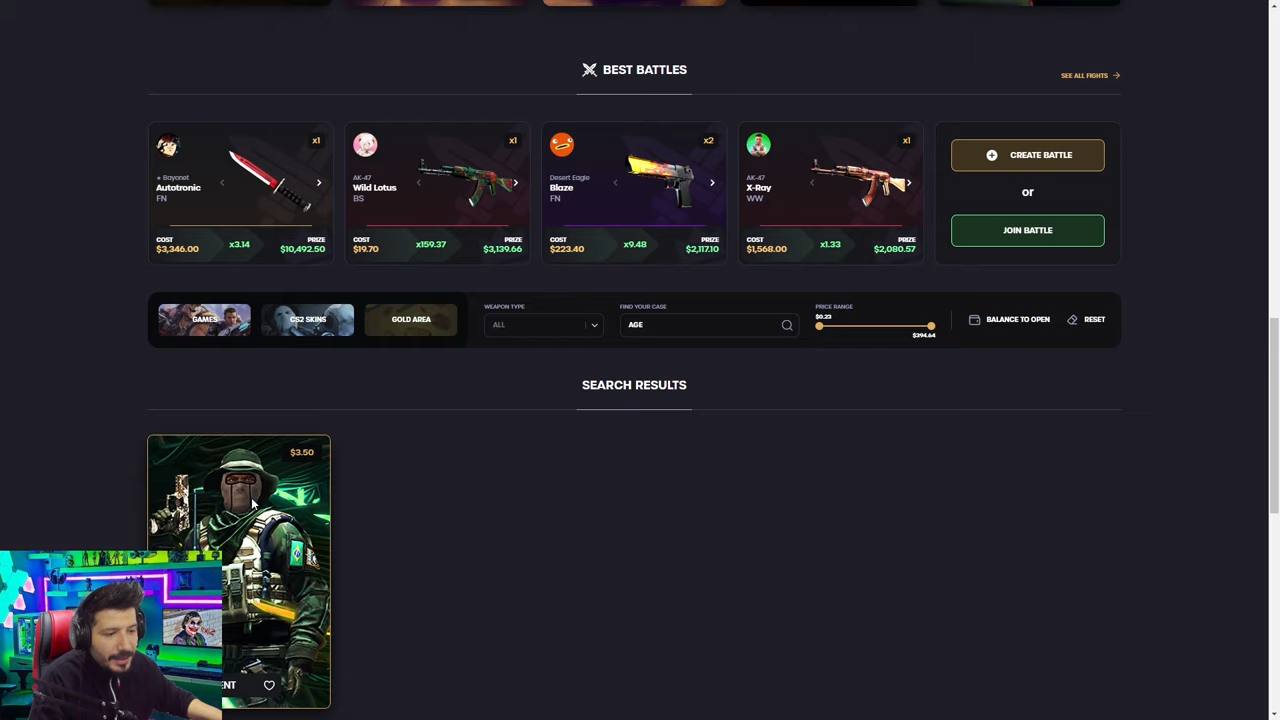 BEST BATTLES
SEE ALL FIGHTS
x1
★ Bayonet
Autotronic
FN
COST
$3,346.00
x3.14
PRIZE
$10,492.50
x1
AK-47
Wild Lotus
BS
COST
$19.70
x159.37
PRIZE
$3,139.66
x2
Desert Eagle
Blaze
FN
COST
$223.40
x9.48
PRIZE
$2,117.10
x1
AK-47
X-Ray
WW
COST
$1,568.00
x1.33
PRIZE
$2,080.57
CREATE BATTLE
or
JOIN BATTLE
GAMES
CS2 SKINS
GOLD AREA
WEAPON TYPE
ALL
FIND YOUR CASE
AGE
PRICE RANGE
$0.23
$394.64
BALANCE TO OPEN
RESET
SEARCH RESULTS
$3.50